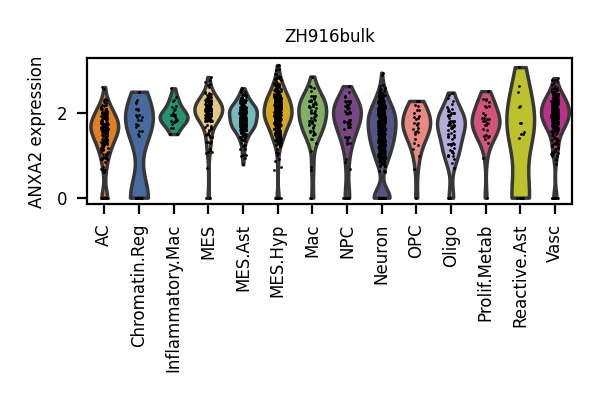 ZH916bulk
ANXA2 expression
2
0
AC
Chromatin.Reg
Inflammatory.Mac
MES
MES.Ast
MES.Hyp
Mac
NPC
Neuron
OPC
Oligo
Prolif.Metab
Reactive.Ast
Vasc